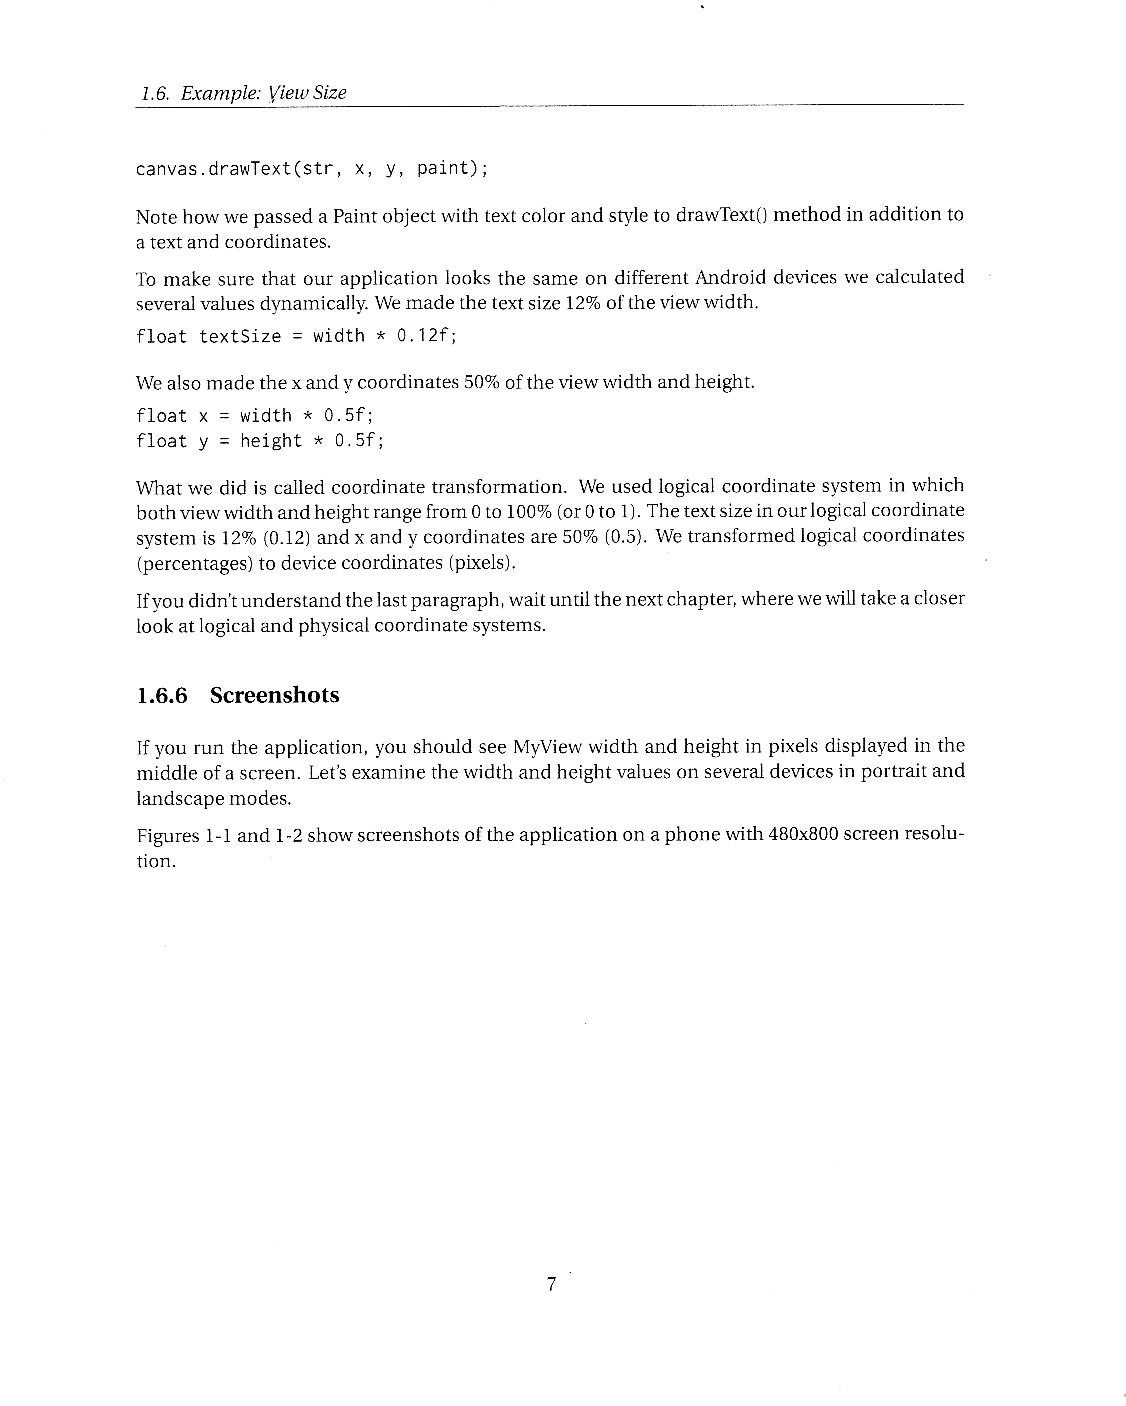 1.6. Example: View Size
canvas.drawText(str, x, y, paint);
Note how we passed a Paint object with text color and style to drawText() method in addition to
a text and coordinates.
To make sure that our application looks the same on different Android devices we calculated
several values dynamically. We made the text size 12% of the view width.
float textSize = width * 0.12f;
We also made the x and y coordinates 50% of the view width and height.
float x = width * 0.5f;
float y = height * 0.5f;
What we did is called coordinate transformation. We used logical coordinate system in which
both view width and height range from 0 to 100% (or 0 to 1). The text size in our logical coordinate
system is 12% (0.12) and x and y coordinates are 50% (0.5). We transformed logical coordinates
(percentages) to device coordinates (pixels).
If you didn't understand the last paragraph, wait until the next chapter, where we will take a closer
look at logical and physical coordinate systems.
1.6.6 Screenshots
If you run the application, you should see MyView width and height in pixels displayed in the
middle of a screen. Let's examine the width and height values on several devices in portrait and
landscape modes.
Figures 1-1 and 1-2 show screenshots of the application on a phone with 480x800 screen resolu-
tion.
7